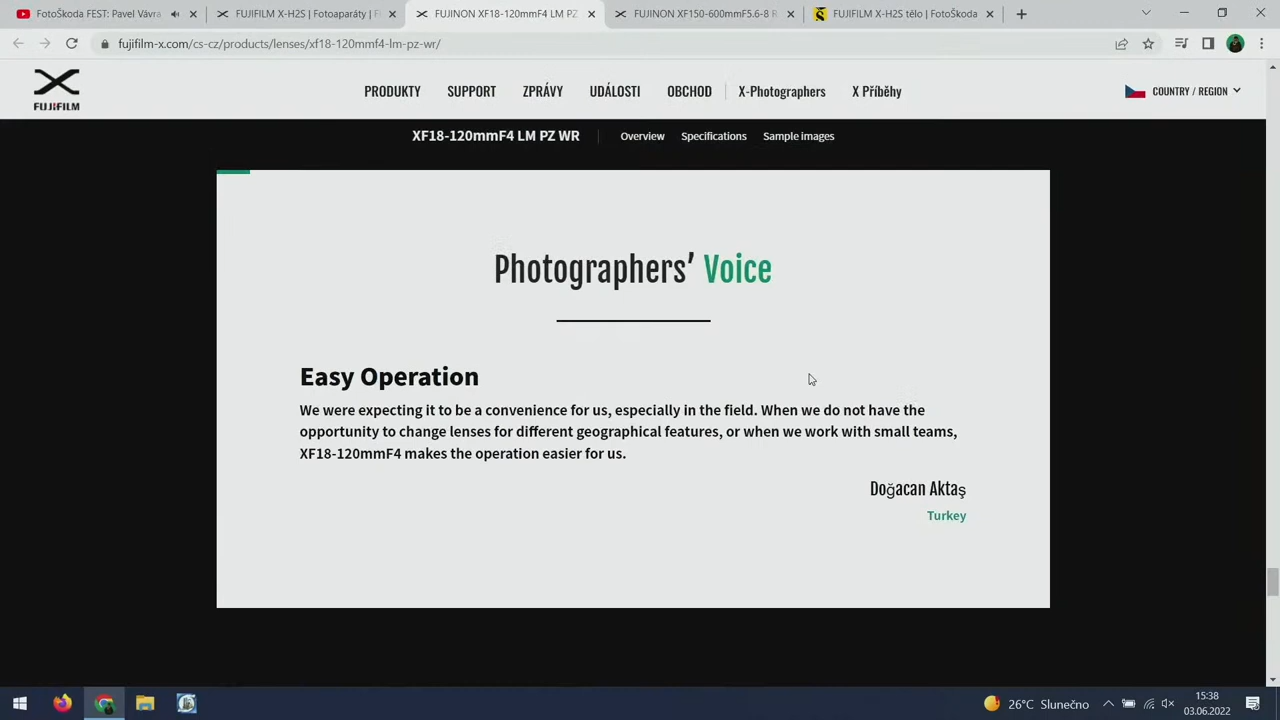 FotoŠkoda FEST: Pavel Vávra
FUJIFILM X-H2S | Fotoaparáty | F
FUJINON XF18-120mmF4 LM PZ
FUJINON XF150-600mmF5.6-8 R
FUJIFILM X-H2S tělo | FotoŠkoda
fujifilm-x.com/cs-cz/products/lenses/xf18-120mmf4-lm-pz-wr/
FUJIFILM
PRODUKTY
SUPPORT
ZPRÁVY
UDÁLOSTI
OBCHOD
X-Photographers
X Příběhy
COUNTRY / REGION
XF18-120mmF4 LM PZ WR
Overview
Specifications
Sample images
Photographers’ Voice
Easy Operation
We were expecting it to be a convenience for us, especially in the field. When we do not have the
opportunity to change lenses for different geographical features, or when we work with small teams,
XF18-120mmF4 makes the operation easier for us.
Doğacan Aktaş
Turkey
26°C Slunečno
15:38
03.06.2022